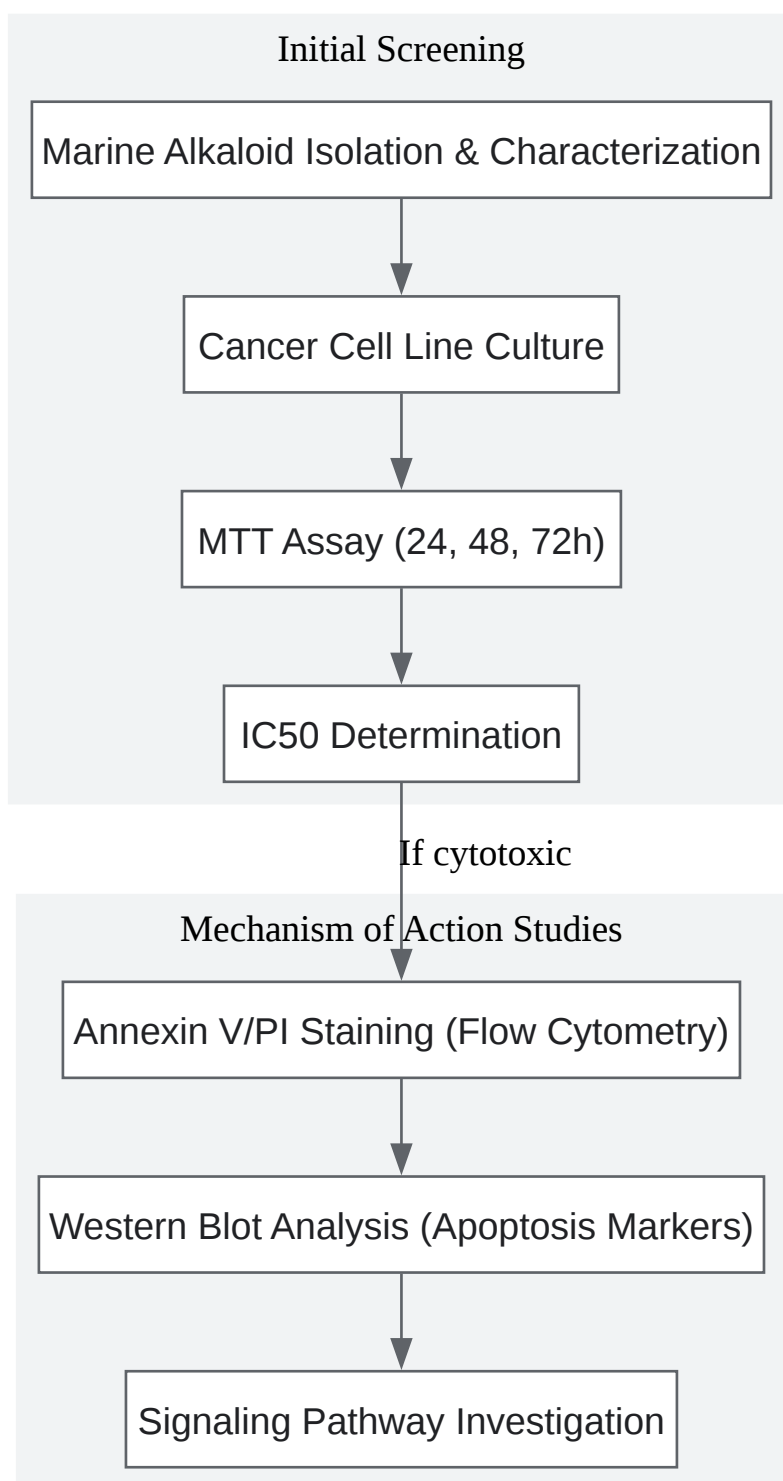 Initial Screening
Marine Alkaloid Isolation & Characterization
Cancer Cell Line Culture
MTT Assay (24, 48, 72h)
IC50 Determination
If cytotoxic
Mechanism of Action Studies
Annexin V/PI Staining (Flow Cytometry)
Western Blot Analysis (Apoptosis Markers)
Signaling Pathway Investigation